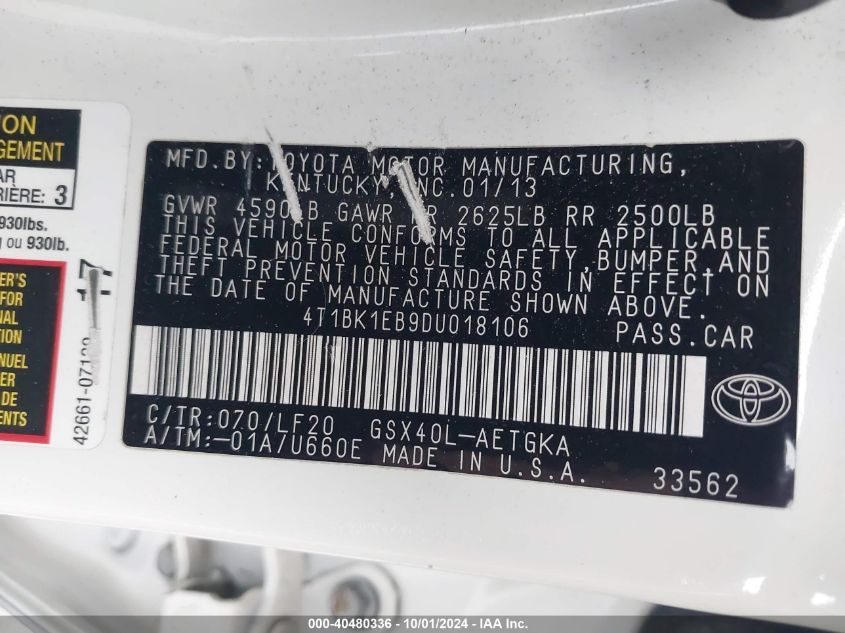 ION
GEMENT
AR
RIÈRE: 3
930lbs.
g ou 930lb.
ER'S
FOR
NAL
TION
NUEL
ER
DE
MENTS
42661-07
MFD. BY: TOYOTA MOTOR MANUFACTURING,
KENTUCKY, INC. 01/13
GVWR 4590LB GAWR FR 2625LB RR 2500LB
THIS VEHICLE CONFORMS TO ALL APPLICABLE
FEDERAL MOTOR VEHICLE SAFETY, BUMPER, AND
THEFT PREVENTION STANDARDS IN EFFECT ON
THE DATE OF MANUFACTURE SHOWN ABOVE.
4T1BK1EB9DU018106 PASS.CAR
C/TR: 070/LF20 GSX40L-AETGKA
A/TM: -01A/U660E MADE IN U.S.A.
33562
000-40480336 - 10/01/2024 - IAA Inc.